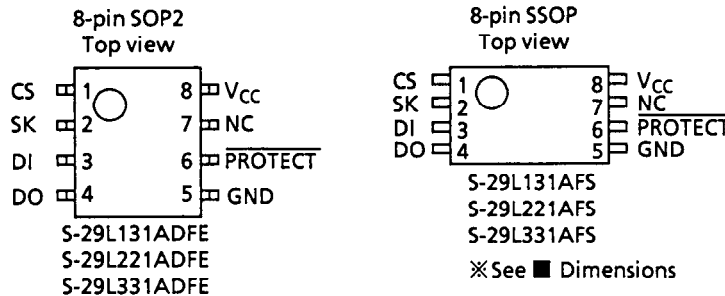 8-pin SOP2
Top view
CS 1 8 VCC
SK 2 7 NC
DI 3 6 PROTECT
DO 4 5 GND
S-29L131ADFE
S-29L221ADFE
S-29L331ADFE
8-pin SSOP
Top view
CS 1 8 VCC
SK 2 7 NC
DI 3 6 PROTECT
DO 4 5 GND
S-29L131AFS
S-29L221AFS
S-29L331AFS
※See ■ Dimensions